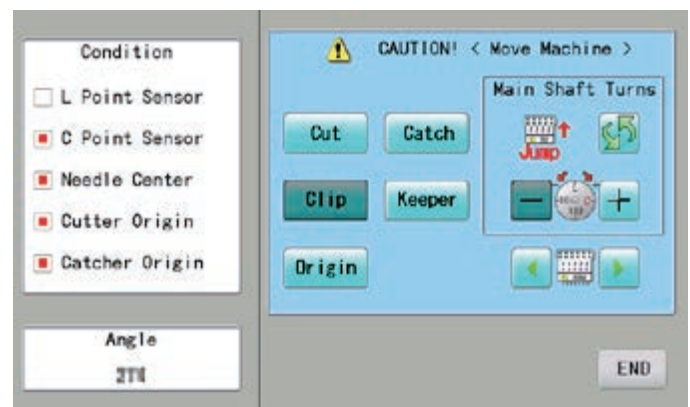 Condition
L Point Sensor
C Point Sensor
Needle Center
Cutter Origin
Catcher Origin
Angle
CAUTION! < Move Machine >
Main Shaft Turns
Cut
Catch
Jump
Clip
Keeper
Origin
END